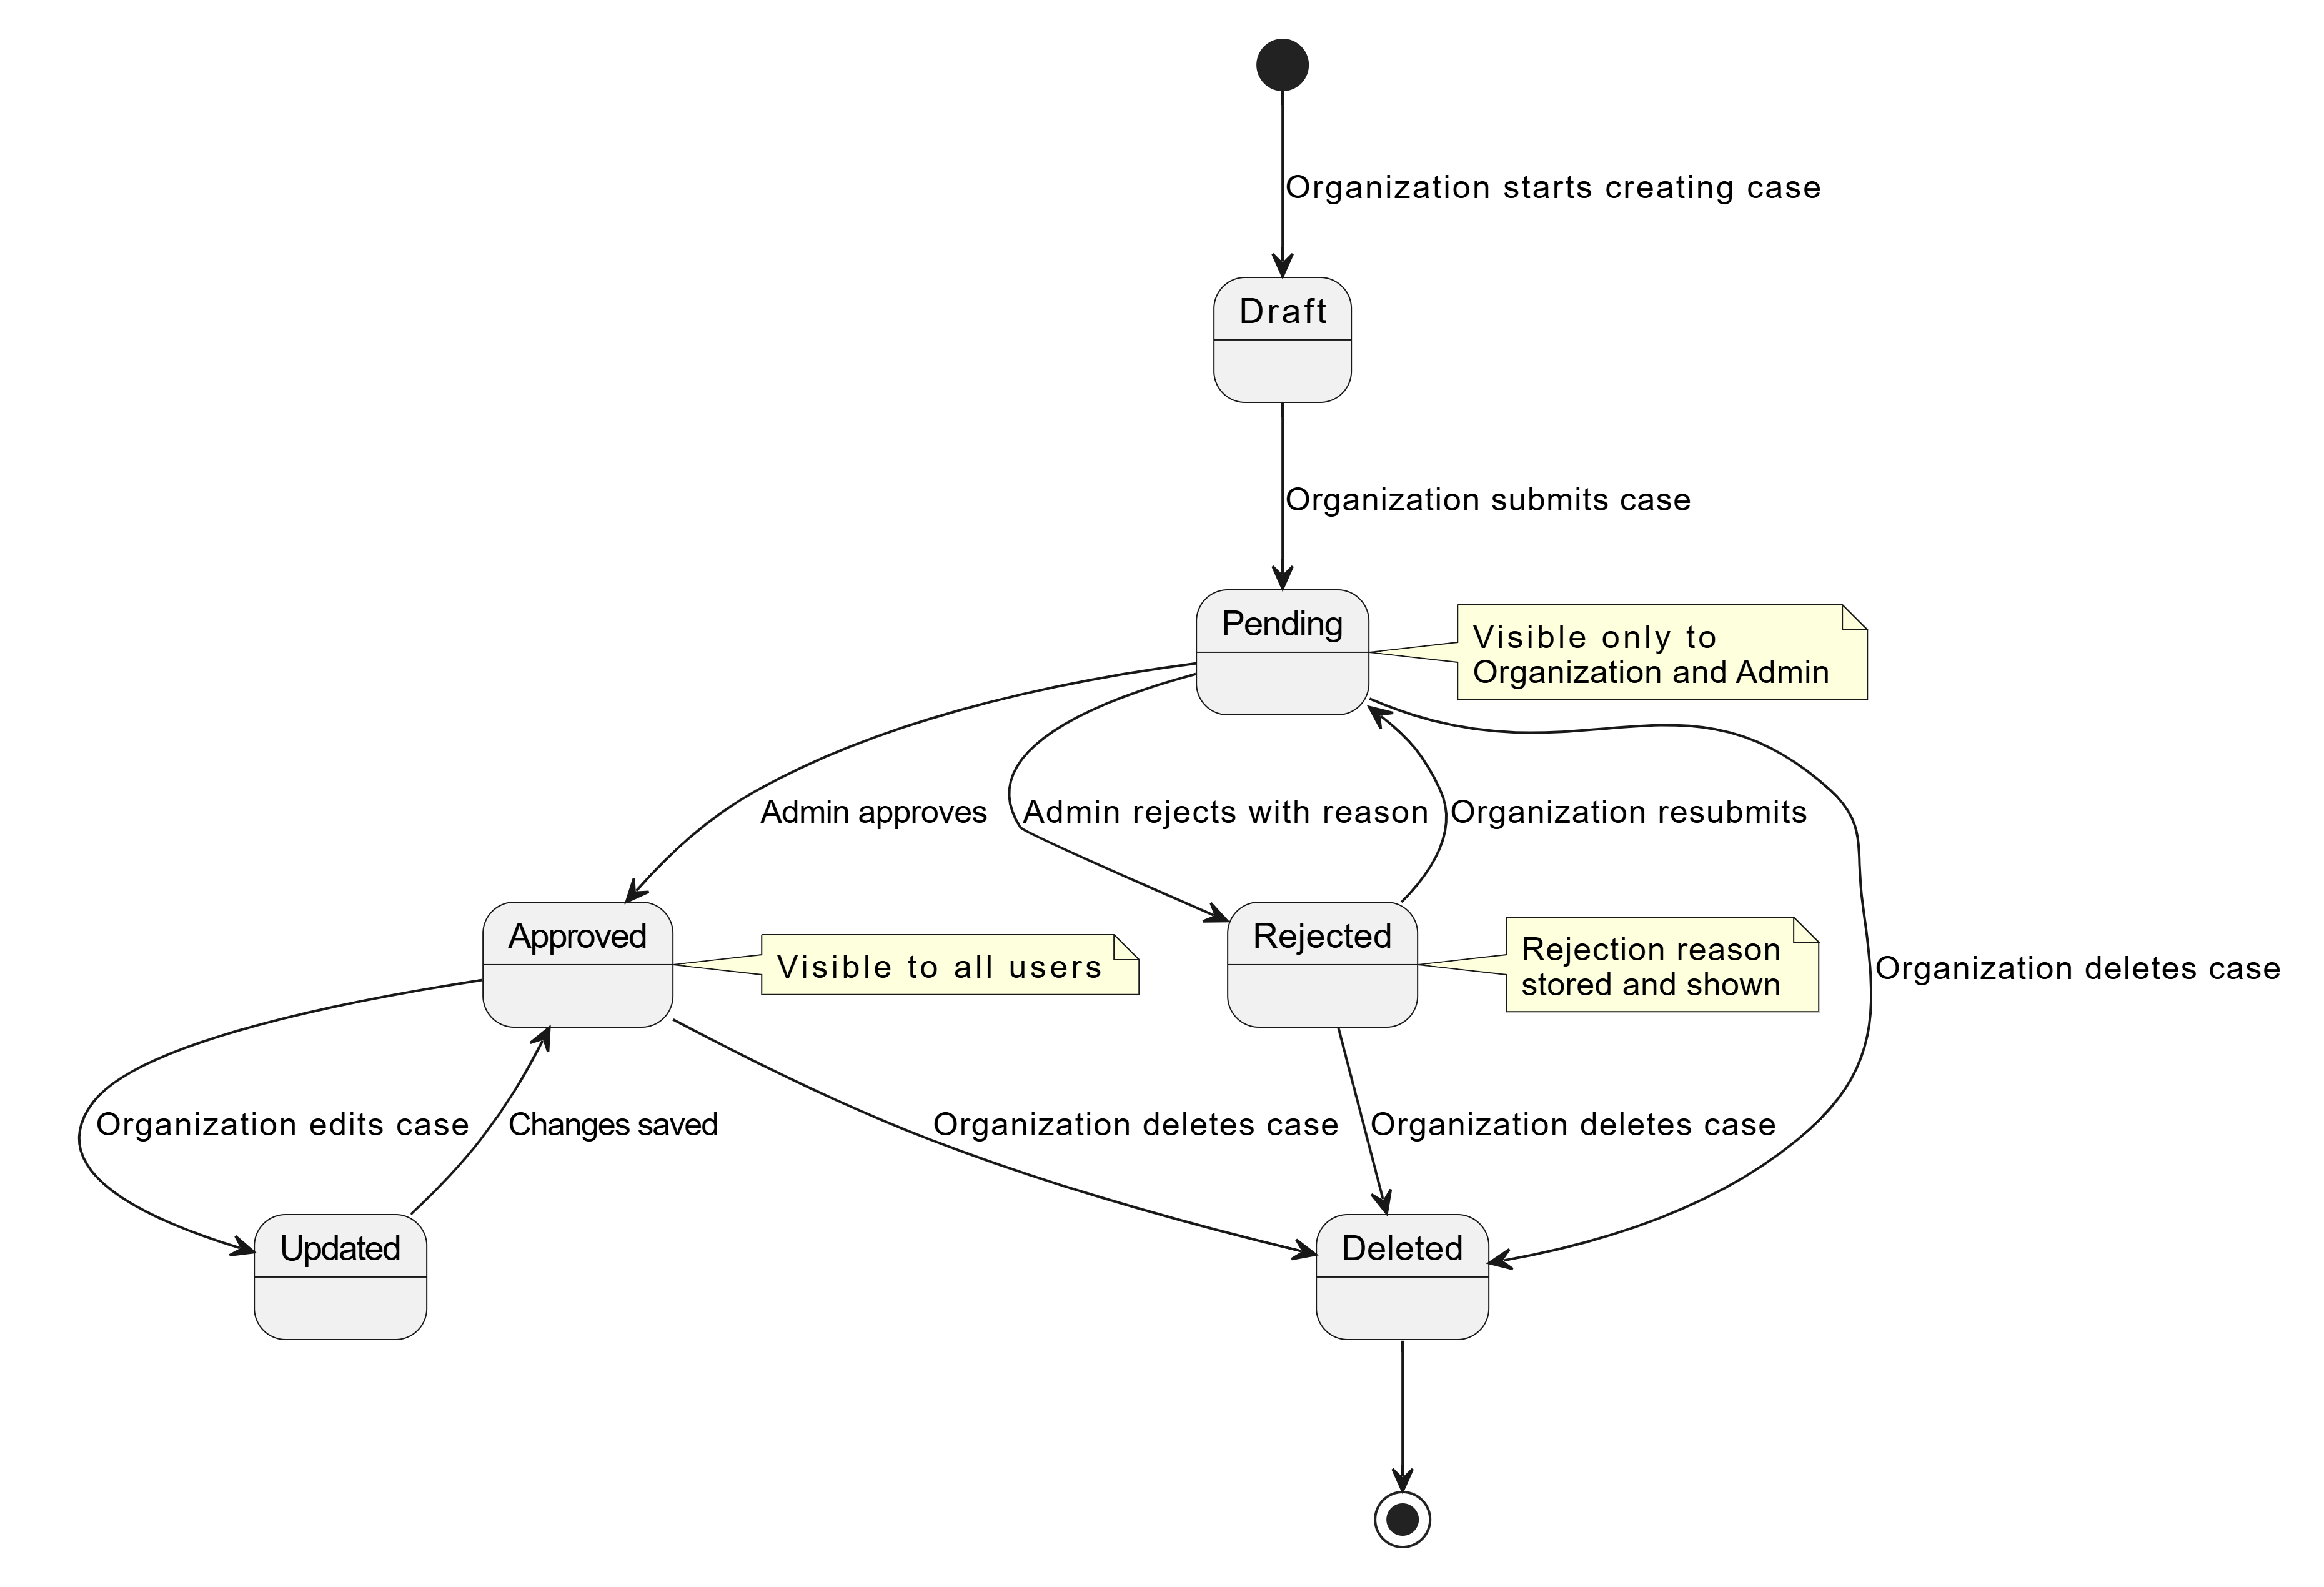 Organization starts creating case
Draft
Organization submits case
Pending
Visible only to
Organization and Admin
Admin approves
Admin rejects with reason
Organization resubmits
Approved
Visible to all users
Rejected
Rejection reason
stored and shown
Organization deletes case
Organization edits case
Changes saved
Organization deletes case
Organization deletes case
Updated
Deleted